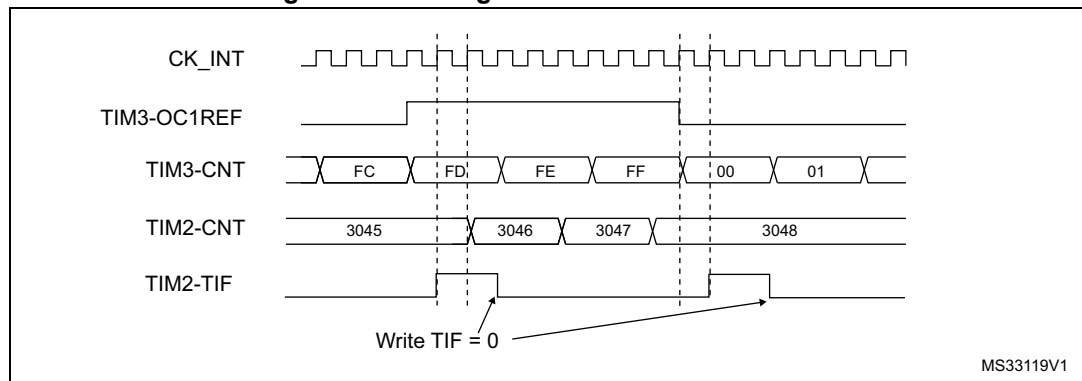 CK_INT
TIM3-OC1REF
TIM3-CNT FC FD FE FF 00 01
TIM2-CNT 3045 3046 3047 3048
TIM2-TIF
Write TIF = 0
MS33119V1